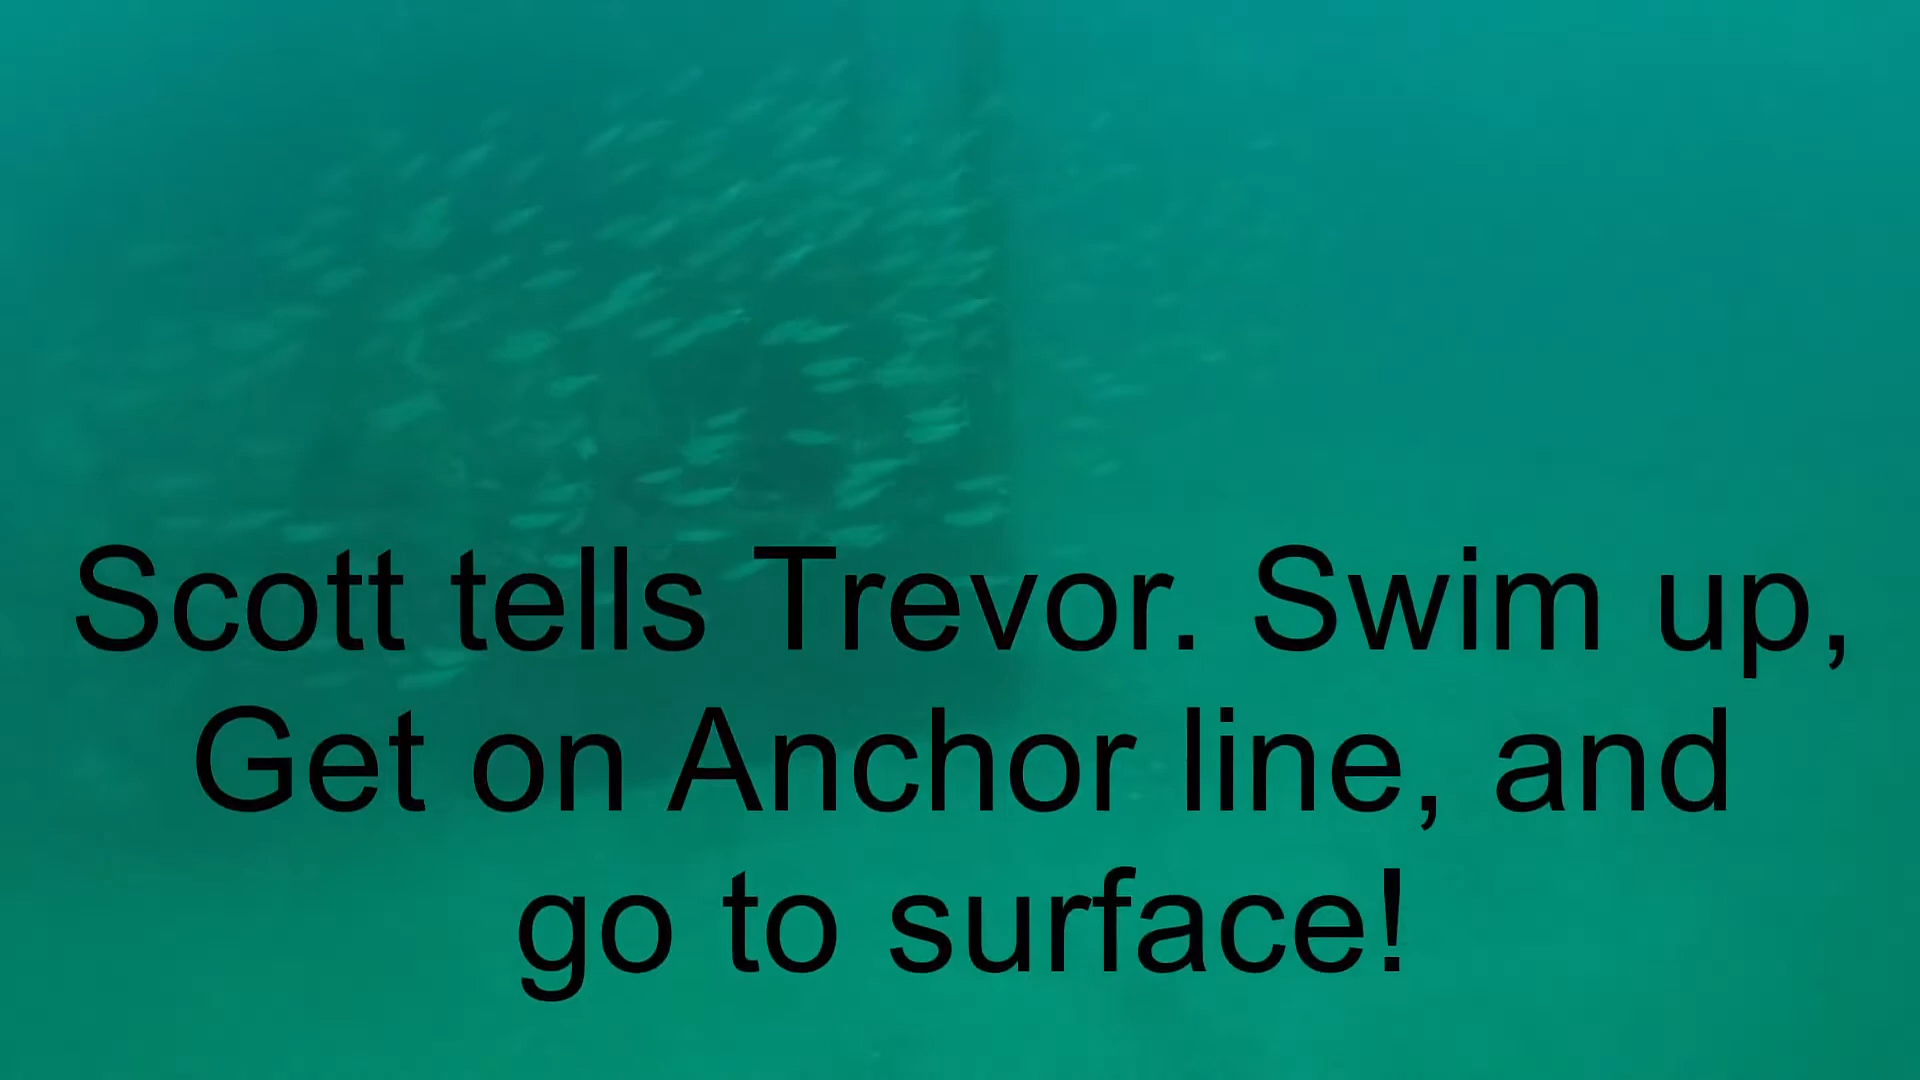 Scott tells Trevor. Swim up,
Get on Anchor line, and
go to surface!